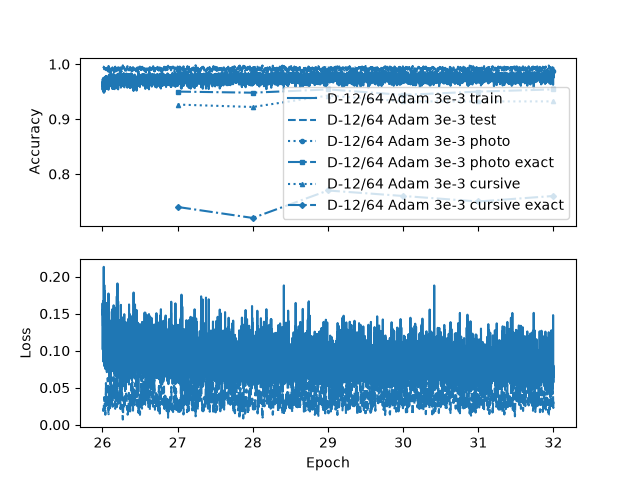 1.0
0.9
0.8
Accuracy
D-12/64 Adam 3e-3 train
D-12/64 Adam 3e-3 test
D-12/64 Adam 3e-3 photo
D-12/64 Adam 3e-3 photo exact
D-12/64 Adam 3e-3 cursive
D-12/64 Adam 3e-3 cursive exact
0.20
0.15
0.10
0.05
0.00
Loss
26 27 28 29 30 31 32
Epoch